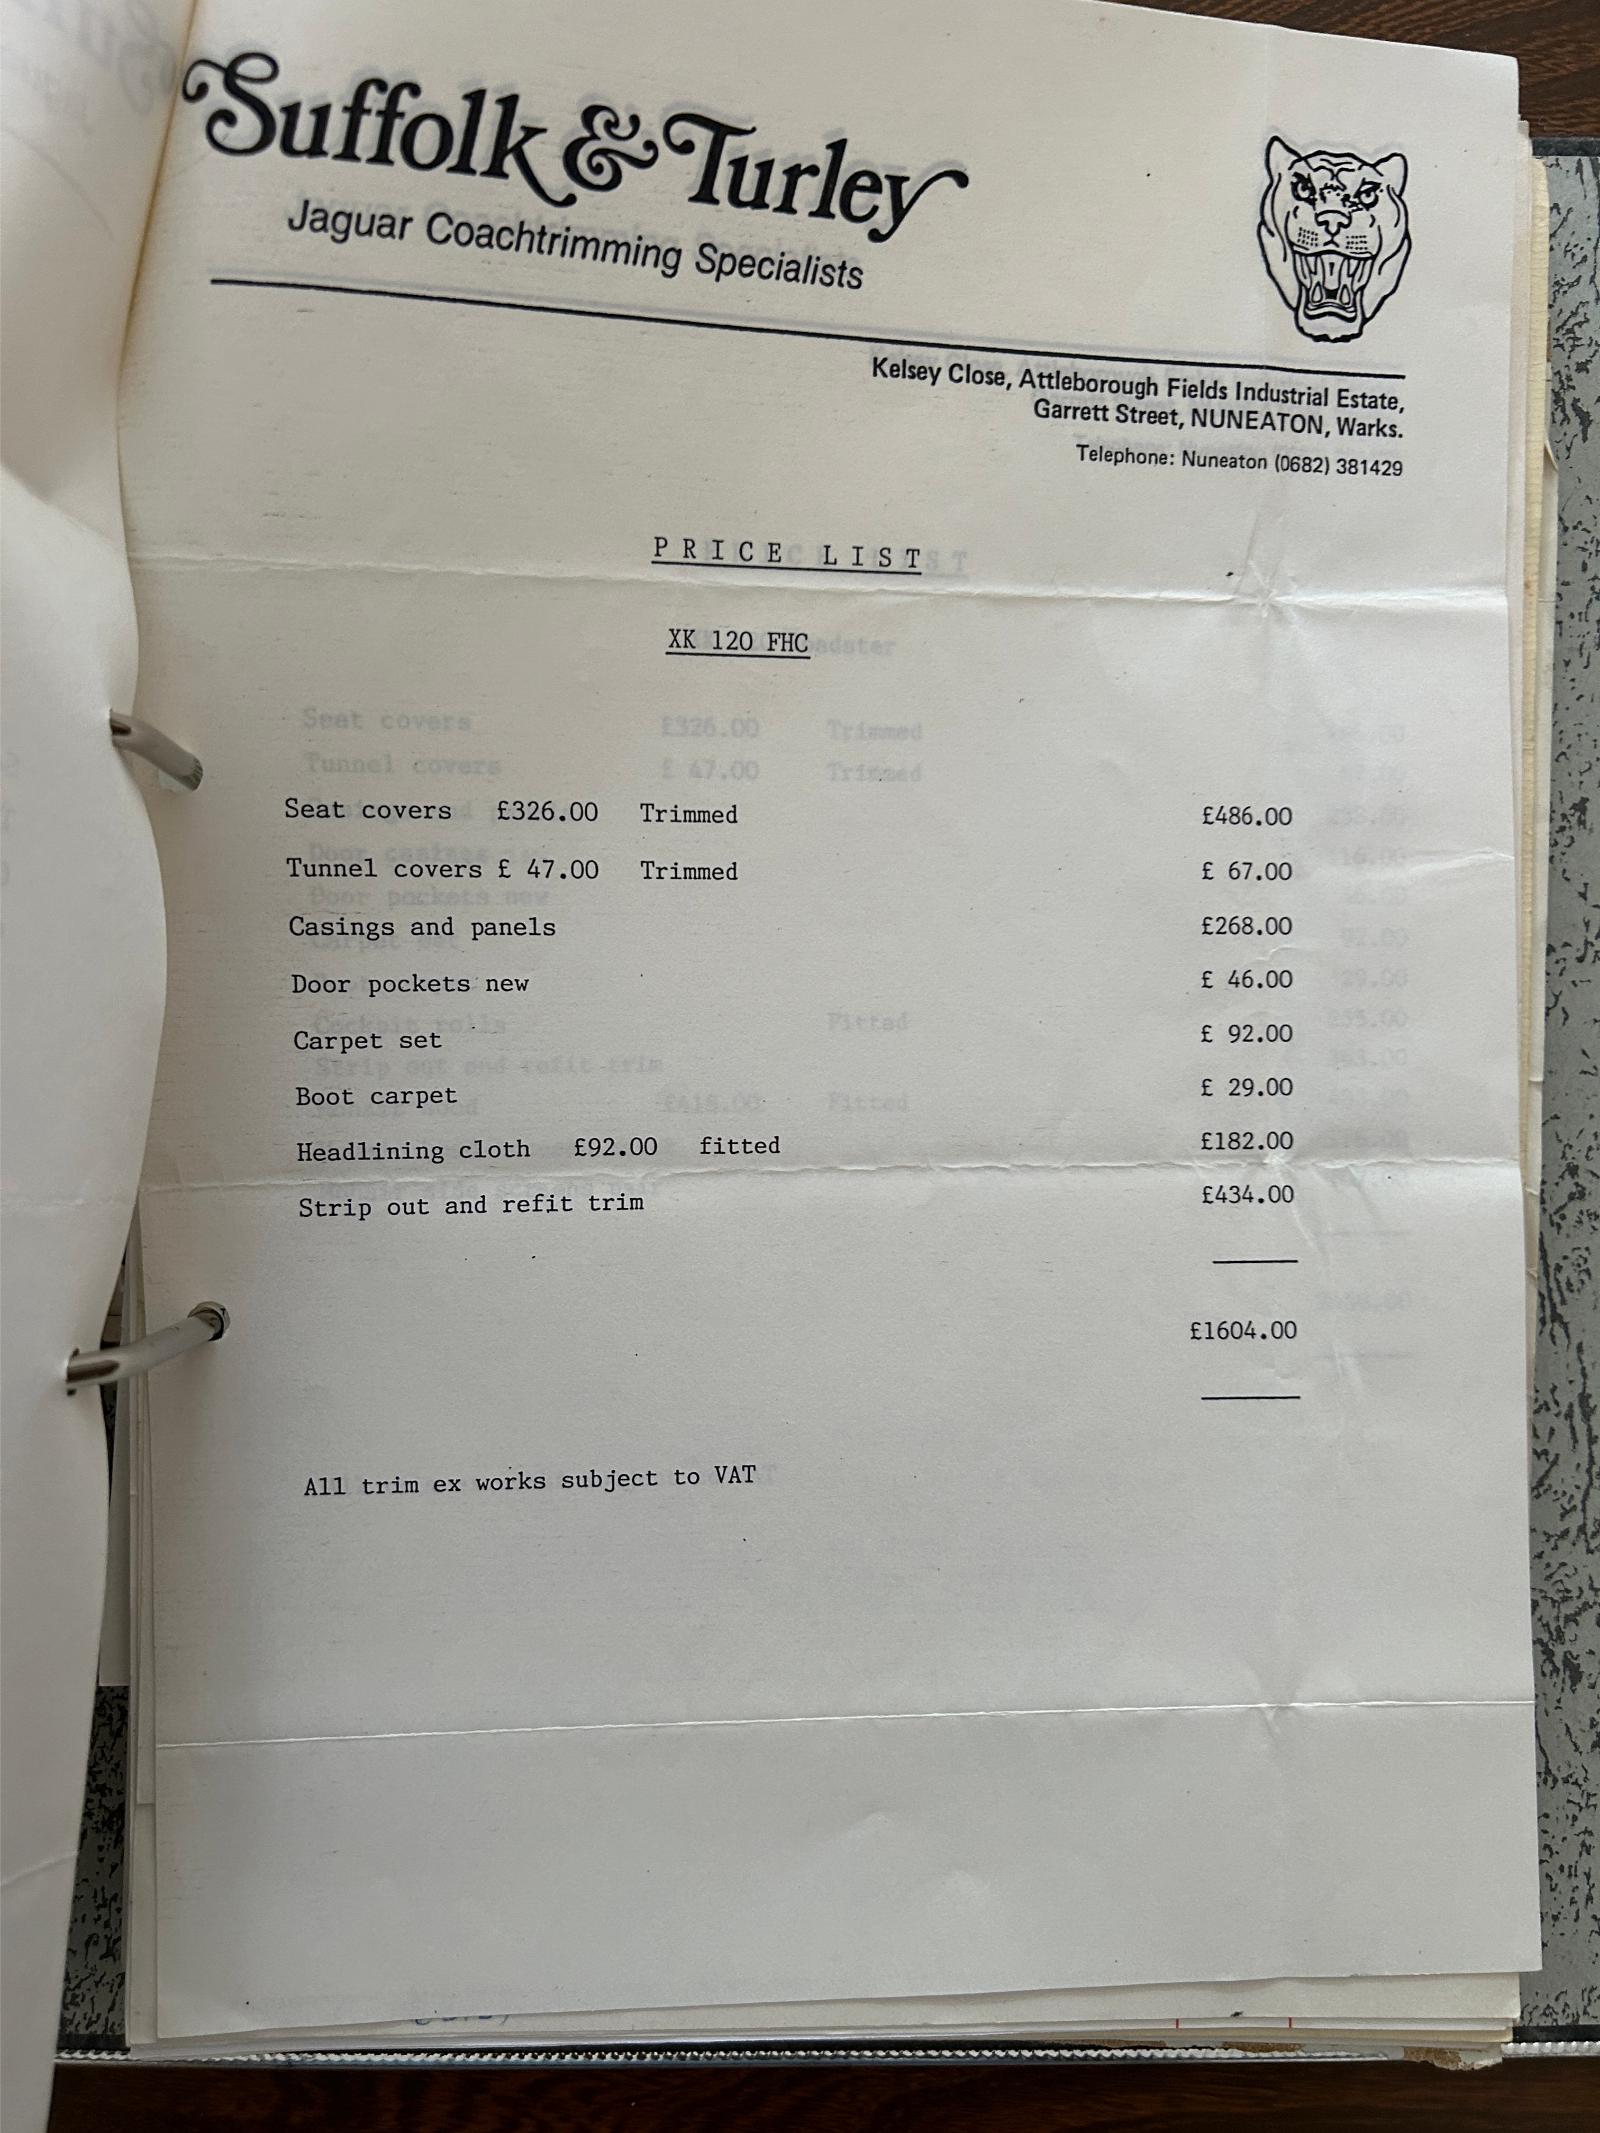 Suffolk & Turley
Jaguar Coachtrimming Specialists
Kelsey Close, Attleborough Fields Industrial Estate,
Garrett Street, NUNEATON, Warks.
Telephone: Nuneaton (0682) 381429
PRICE LIST
XK 120 FHC
Seat covers £326.00 Trimmed £486.00
Tunnel covers £ 47.00 Trimmed £ 67.00
Casings and panels £268.00
Door pockets new £ 46.00
Carpet set £ 92.00
Boot carpet £ 29.00
Headlining cloth £92.00 fitted £182.00
Strip out and refit trim £434.00
£1604.00
All trim ex works subject to VAT